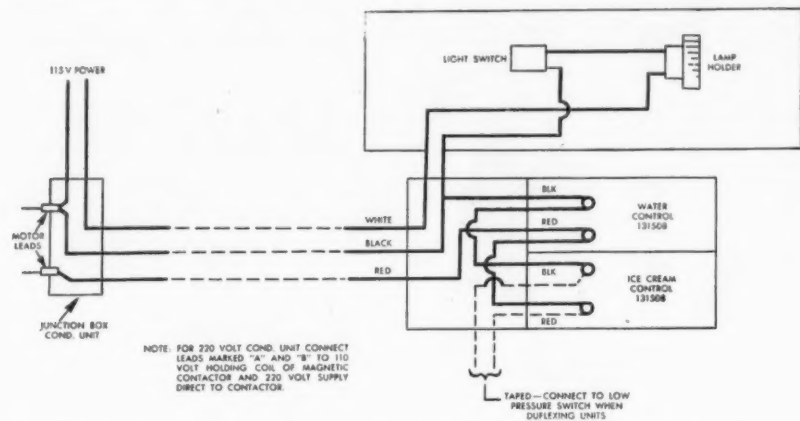 115V POWER
LIGHT SWITCH
LAMP
HOLDER
MOTOR
LEADS
WHITE
BLACK
RED
BLK
RED
WATER
CONTROL
13150B
BLK
RED
ICE CREAM
CONTROL
13150B
JUNCTION BOX
COND. UNIT
NOTE: FOR 220 VOLT COND. UNIT CONNECT
LEADS MARKED "A" AND "B" TO 110
VOLT HOLDING COIL OF MAGNETIC
CONTACTOR AND 220 VOLT SUPPLY
DIRECT TO CONTACTOR.
TAPED—CONNECT TO LOW
PRESSURE SWITCH WHEN
DUFLEXING UNITS